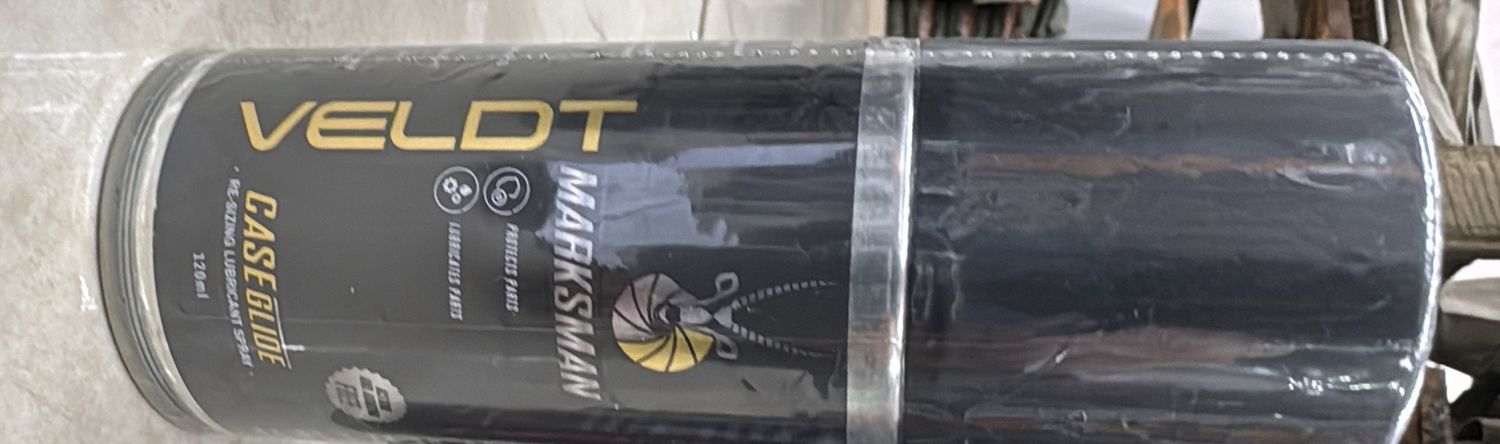 VELDT
MARKSMAN
PROTECTS PARTS
LUBRICATES PARTS
CASEGLIDE
• RE-SIZING LUBRICANT SPRAY •
120ml